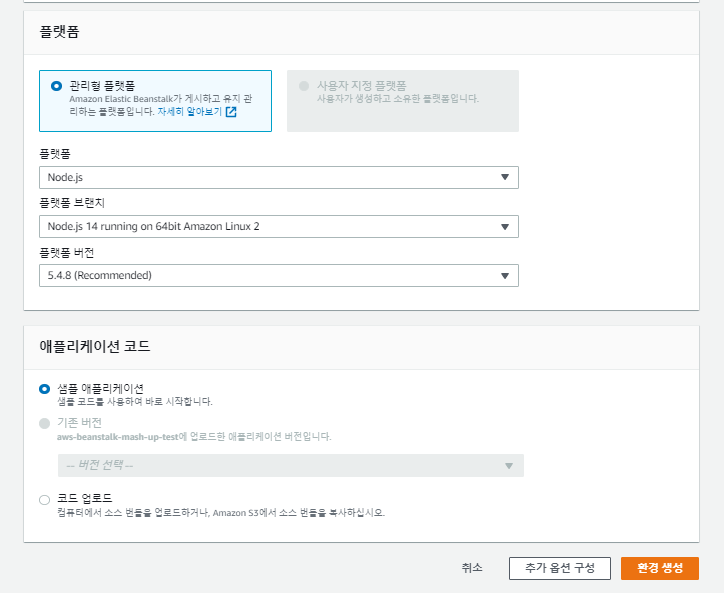 플랫폼
관리형 플랫폼
Amazon Elastic Beanstalk가 게시하고 유지 관
리하는 플랫폼입니다. 자세히 알아보기
사용자 지정 플랫폼
사용자가 생성하고 소유한 플랫폼입니다.
플랫폼
Node.js
플랫폼 브랜치
Node.js 14 running on 64bit Amazon Linux 2
플랫폼 버전
5.4.8 (Recommended)
애플리케이션 코드
샘플 애플리케이션
샘플 코드를 사용하여 바로 시작합니다.
기존 버전
aws-beanstalk-mash-up-test에 업로드한 애플리케이션 버전입니다.
-- 버전 선택 --
코드 업로드
컴퓨터에서 소스 번들을 업로드하거나, Amazon S3에서 소스 번들을 복사하십시오.
취소
추가 옵션 구성
환경 생성